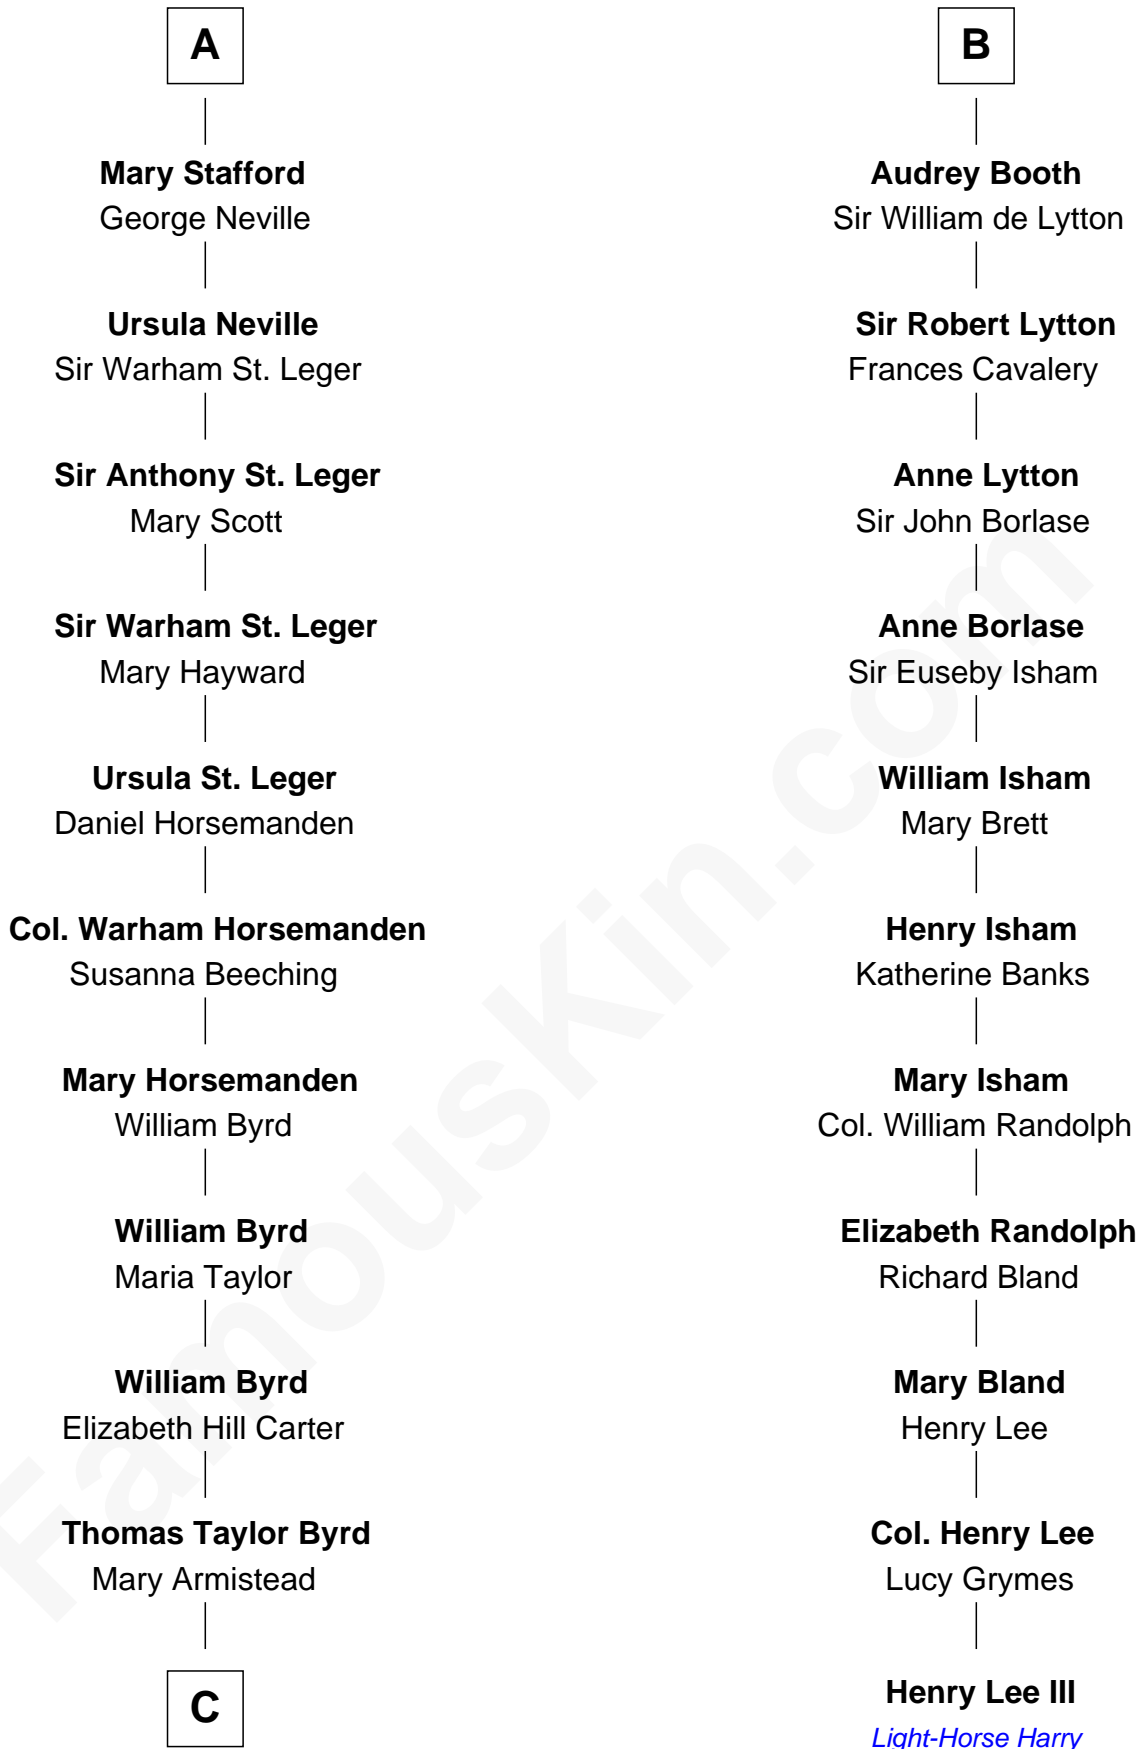 A
Mary Stafford
George Neville
Ursula Neville
Sir Warham St. Leger
Sir Anthony St. Leger
Mary Scott
Sir Warham St. Leger
Mary Hayward
Ursula St. Leger
Daniel Horsemanden
Col. Warham Horsemanden
Susanna Beeching
Mary Horsemanden
William Byrd
William Byrd
Maria Taylor
William Byrd
Elizabeth Hill Carter
Thomas Taylor Byrd
Mary Armistead
C
B
Audrey Booth
Sir William de Lytton
Sir Robert Lytton
Frances Cavalery
Anne Lytton
Sir John Borlase
Anne Borlase
Sir Euseby Isham
William Isham
Mary Brett
Henry Isham
Katherine Banks
Mary Isham
Col. William Randolph
Elizabeth Randolph
Richard Bland
Mary Bland
Henry Lee
Col. Henry Lee
Lucy Grymes
Henry Lee III
Light-Horse Harry
FamousKin.com